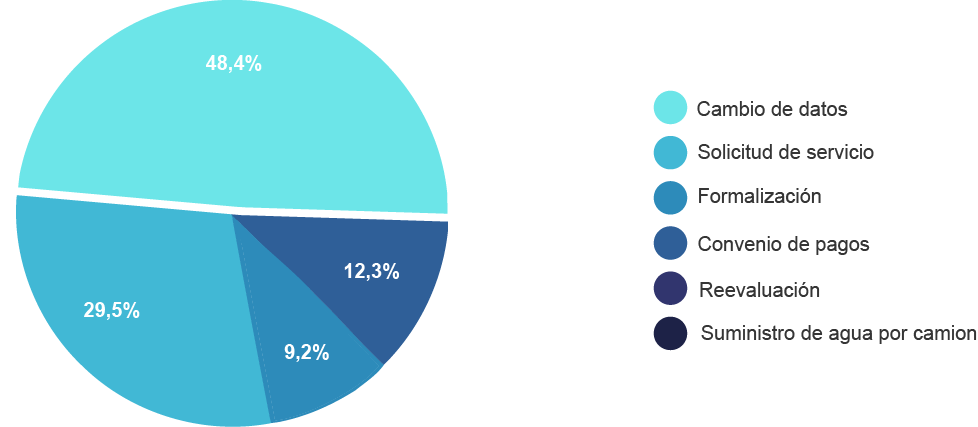 48,4%
12,3%
29,5%
9,2%
Cambio de datos
Solicitud de servicio
Formalización
Convenio de pagos
Reevaluación
Suministro de agua por camion